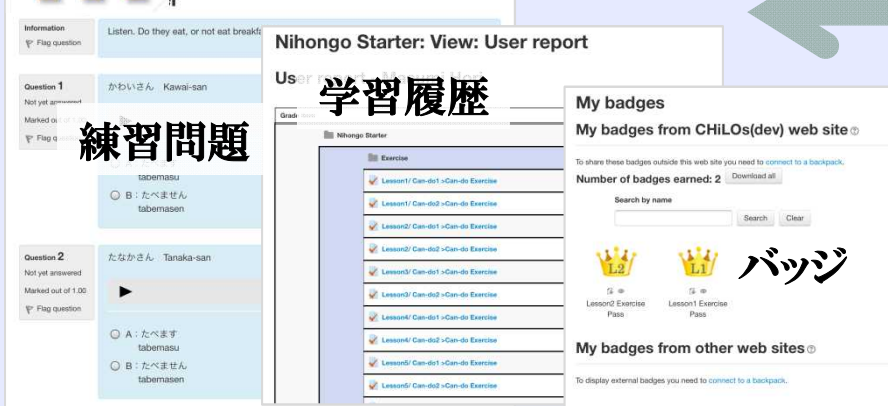 Information
Flag question
Listen. Do they eat, or not eat
Question 1
Not yet answered
Marked out of 1.00
かわいさん Kawai-san
練習問題
tabemasu
B：たべません
tabemasen
Question 2
Not yet answered
Marked out of 1.00
Flag question
たなかさん Tanaka-san
A：たべます
tabemasu
B：たべません
tabemasen
Nihongo Starter: View: User report
User report
学習履歴
Nihongo Starter
Exercise
Lesson1/ Can-do1 >Can-do Exercise
Lesson1/ Can-do2 >Can-do Exercise
Lesson2/ Can-do1 >Can-do Exercise
Lesson2/ Can-do2 >Can-do Exercise
Lesson3/ Can-do1 >Can-do Exercise
Lesson3/ Can-do2 >Can-do Exercise
Lesson4/ Can-do1 >Can-do Exercise
Lesson4/ Can-do2 >Can-do Exercise
Lesson5/ Can-do1 >Can-do Exercise
Lesson5/ Can-do2 >Can-do Exercise
My badges
My badges from CHiLOs(dev) web site
To share these badges outside this web site you need to connect to a backpack.
Number of badges earned: 2 Download all
Search by name
Search Clear
L2 L1
バッジ
Lesson2 Exercise Pass
Lesson1 Exercise Pass
My badges from other web sites
To display external badges you need to connect to a backpack.